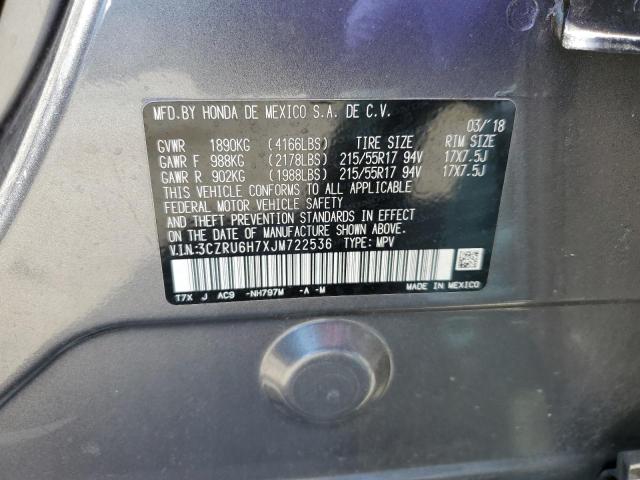 MFD.BY HONDA DE MEXICO S.A. DE C.V.
03/'18
GVWR 1890KG (4166LBS) TIRE SIZE RIM SIZE
GAWR F 988KG (2178LBS) 215/55R17 94V 17X7.5J
GAWR R 902KG (1988LBS) 215/55R17 94V 17X7.5J
THIS VEHICLE CONFORMS TO ALL APPLICABLE
FEDERAL MOTOR VEHICLE SAFETY
AND THEFT PREVENTION STANDARDS IN EFFECT
ON THE DATE OF MANUFACTURE SHOWN ABOVE.
V.I.N:3CZRU6H7XJM722536 TYPE: MPV
T7X J AC9 -NH797M -A -M MADE IN MEXICO